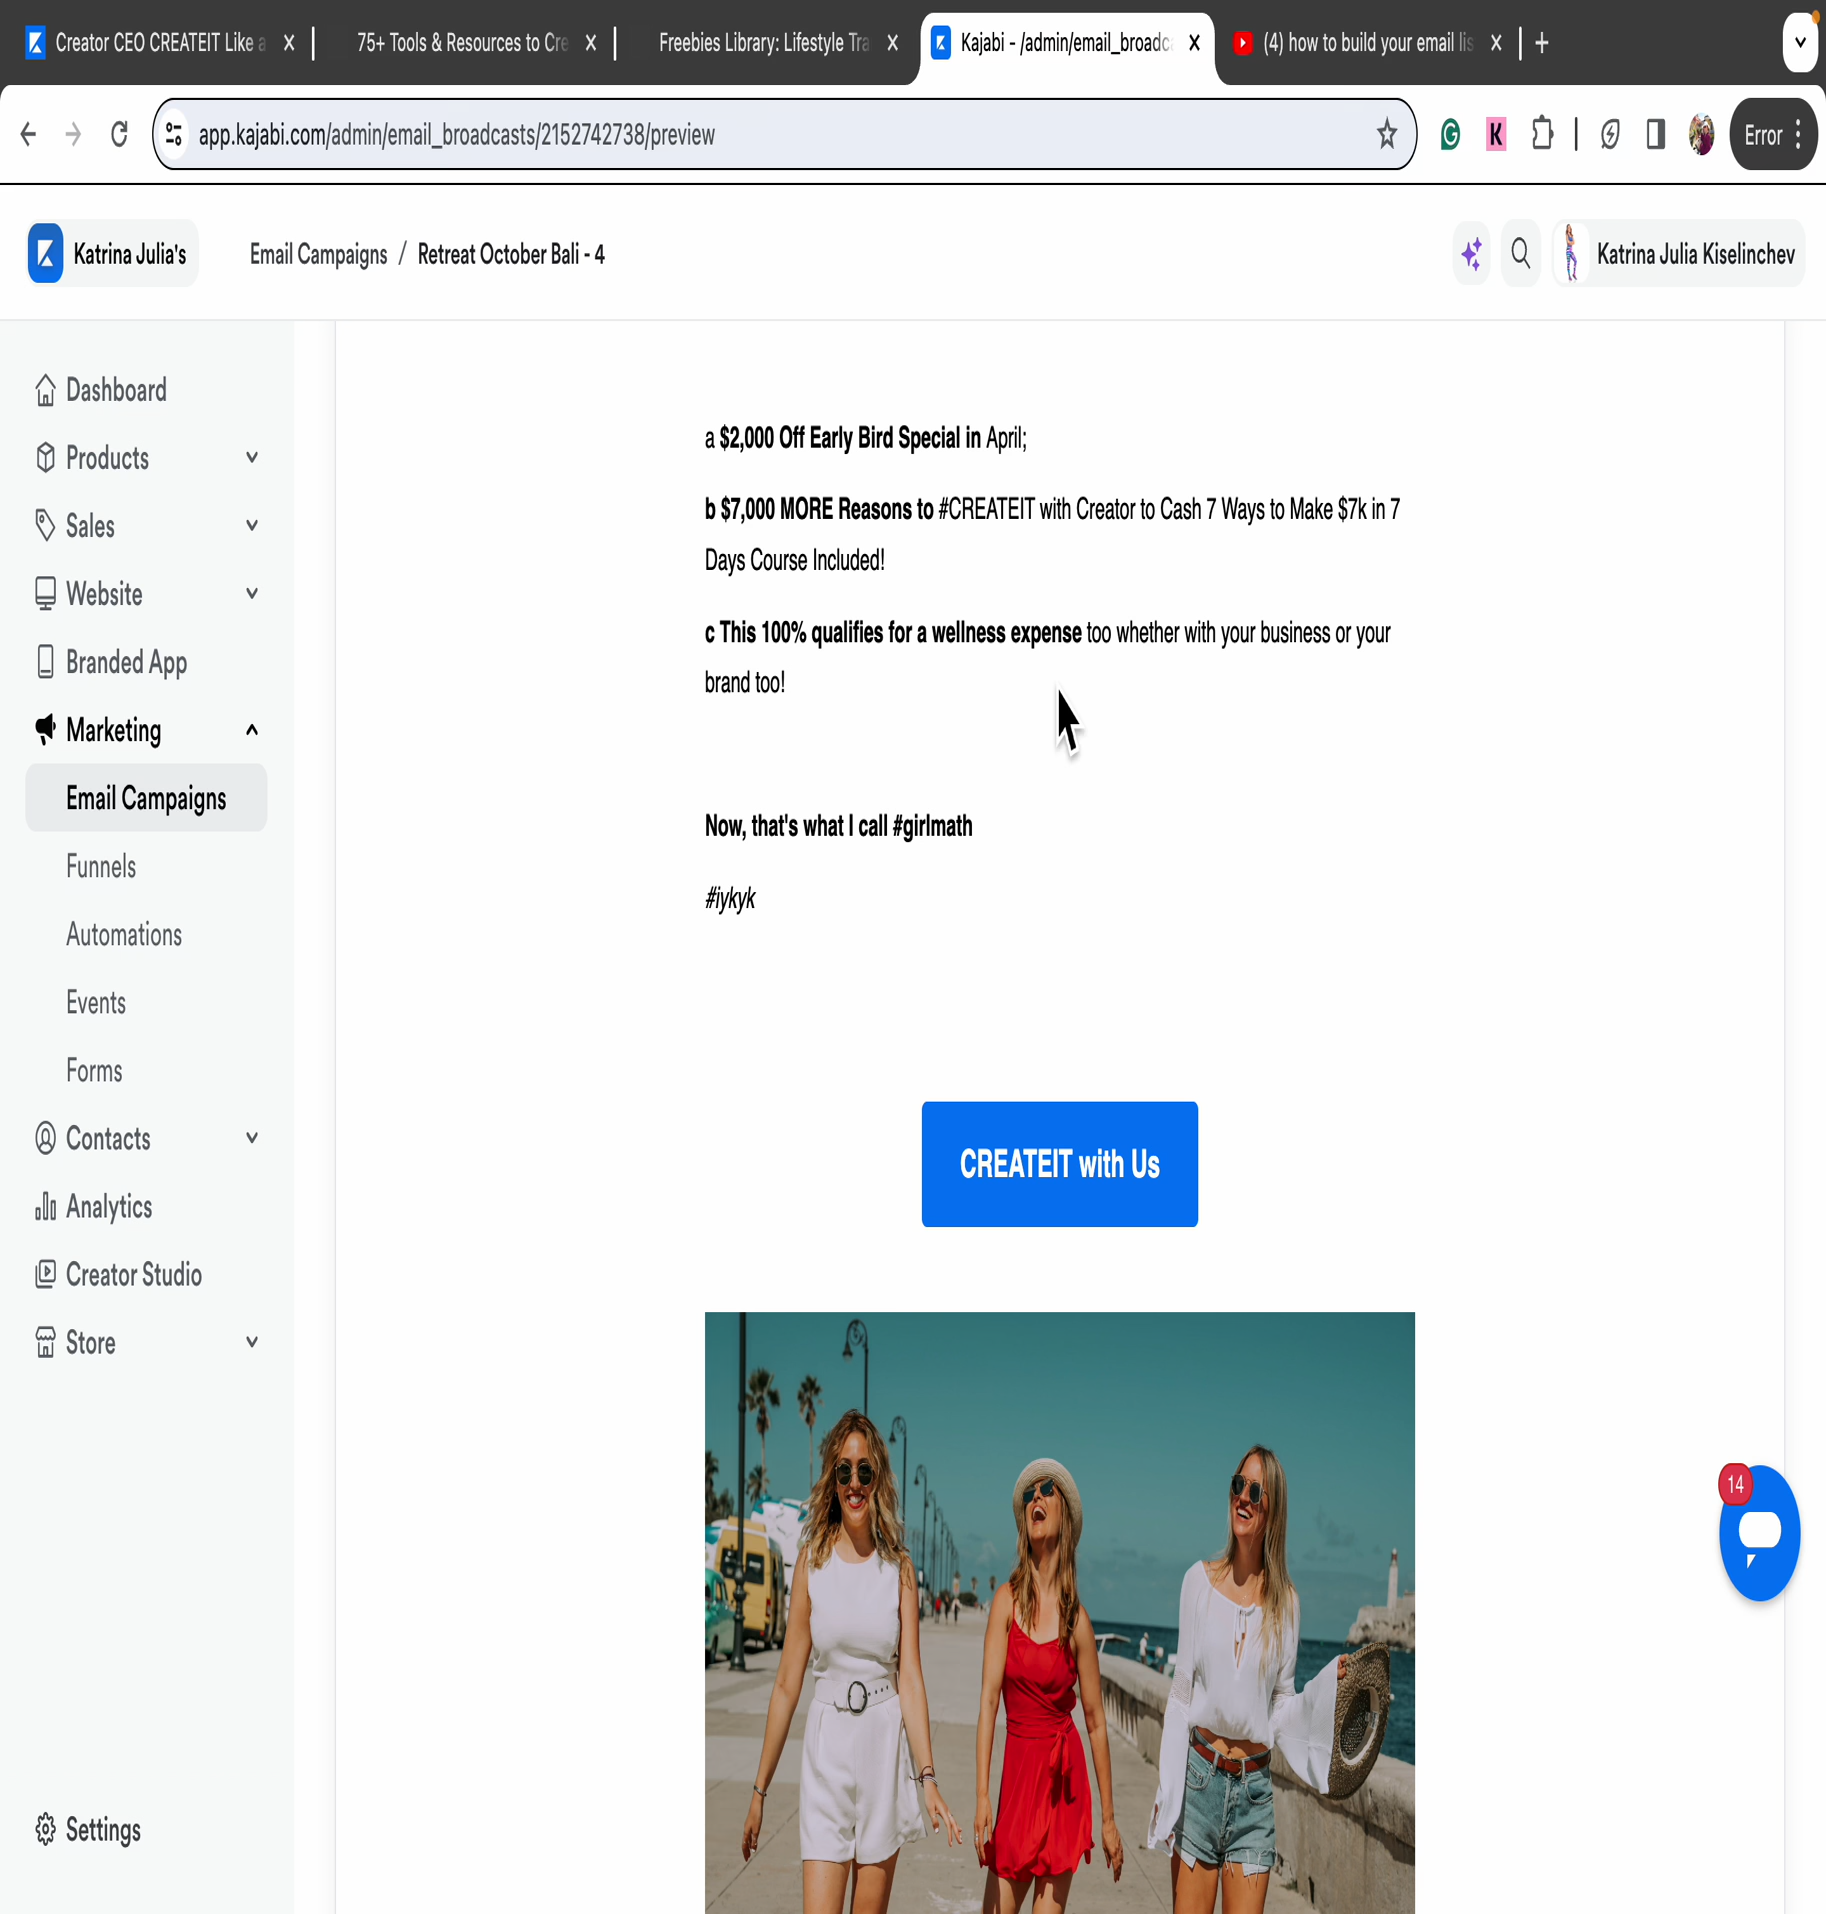 Creator CEO CREATEIT Like a
75+ Tools & Resources to Cre
Freebies Library: Lifestyle Tra
Kajabi - /admin/email_broadc
(4) how to build your email lis
app.kajabi.com/admin/email_broadcasts/2152742738/preview
Error
Katrina Julia's
Email Campaigns / Retreat October Bali - 4
Katrina Julia Kiselinchev
Dashboard
Products
Sales
Website
Branded App
Marketing
Email Campaigns
Funnels
Automations
Events
Forms
Contacts
Analytics
Creator Studio
Store
Settings
a $2,000 Off Early Bird Special in April;
b $7,000 MORE Reasons to #CREATEIT with Creator to Cash 7 Ways to Make $7k in 7
Days Course Included!
c This 100% qualifies for a wellness expense too whether with your business or your
brand too!
Now, that's what I call #girlmath
#iykyk
CREATEIT with Us
14